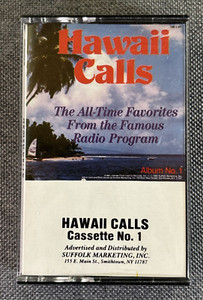 Hawaii
Calls
The All-Time Favorites
From the Famous
Radio Program
Album No. 1
HAWAII CALLS
Cassette No. 1
Advertised and Distributed by
SUFFOLK MARKETING, INC.
155 E. Main St., Smithtown, NY 11787